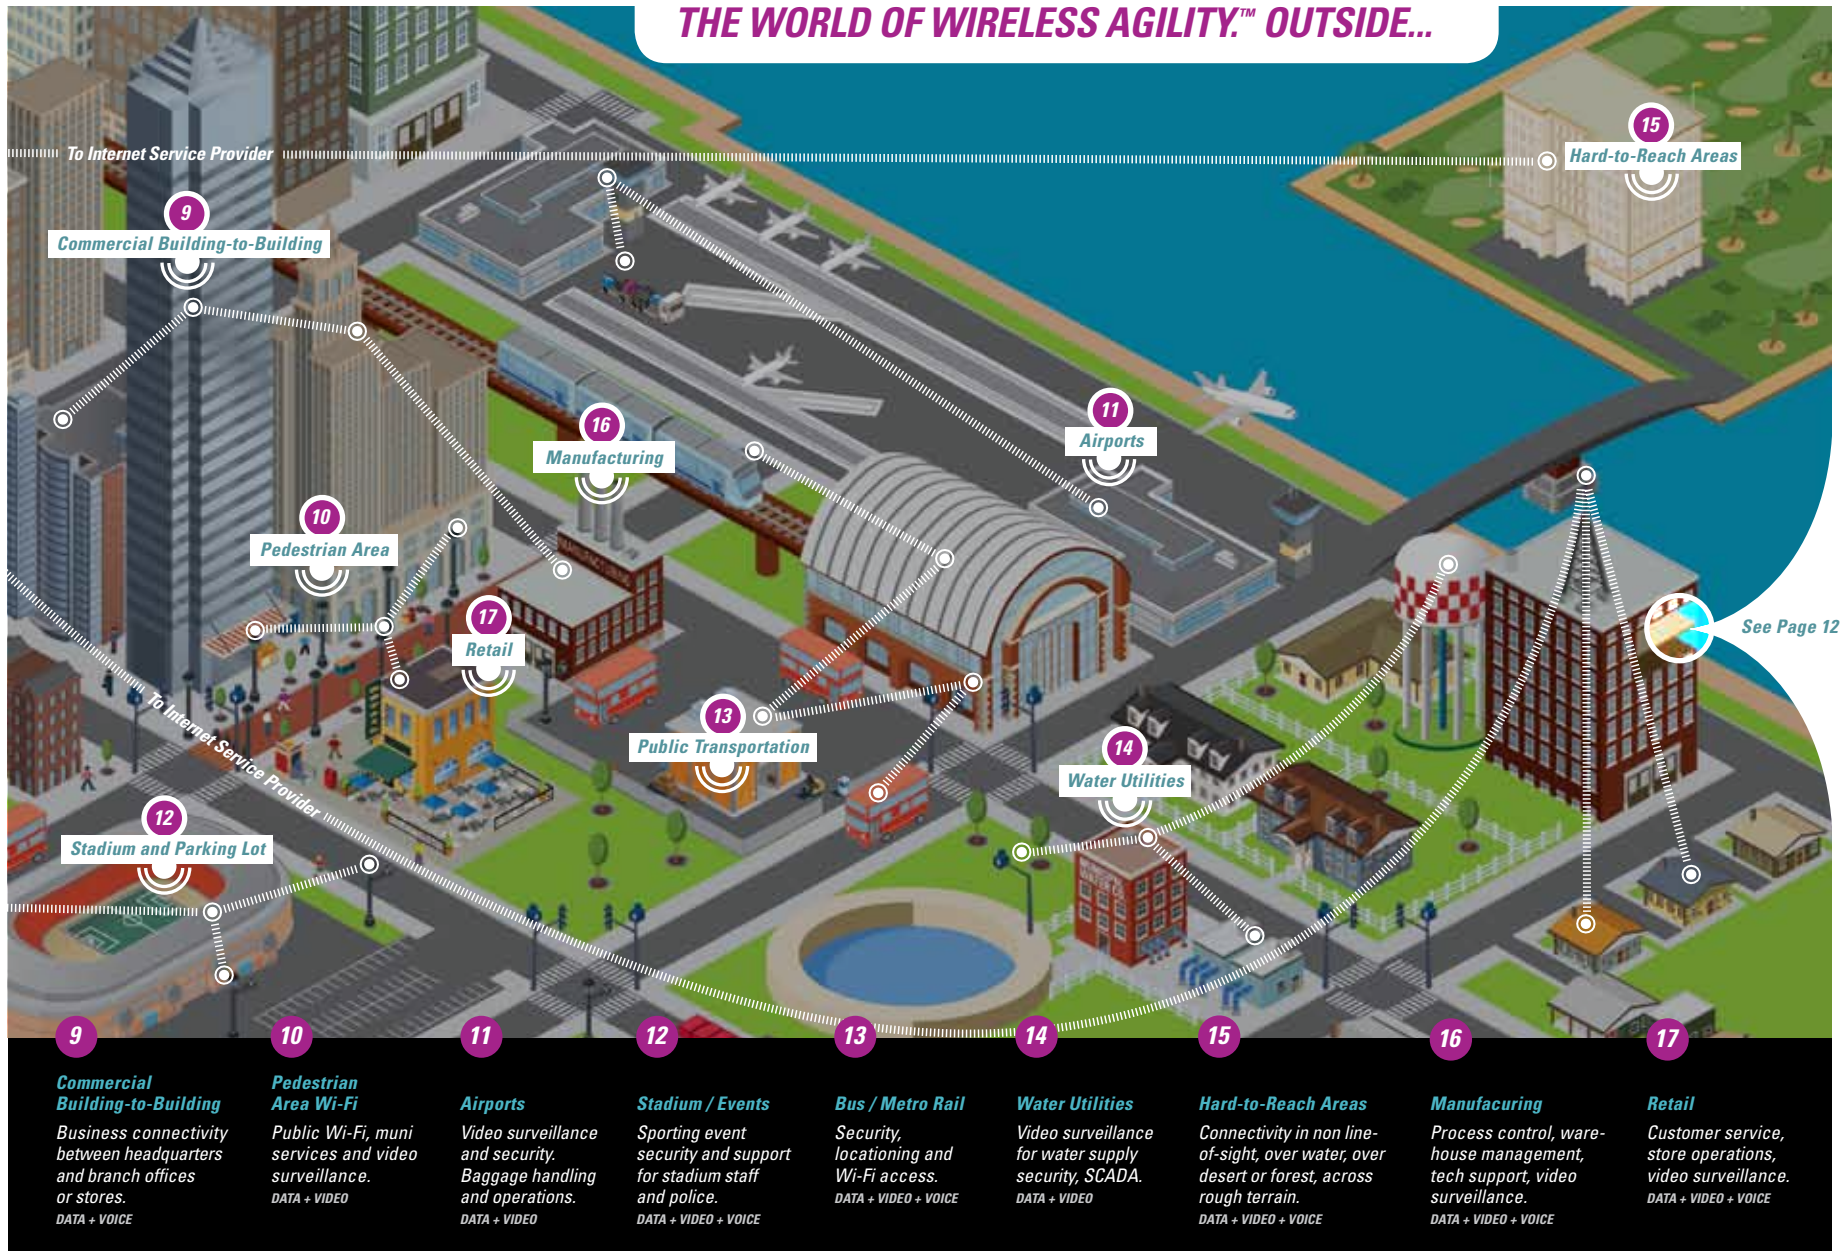 THE WORLD OF WIRELESS AGILITY.™ OUTSIDE...
To Internet Service Provider
15
Hard-to-Reach Areas
9
Commercial Building-to-Building
11
Airports
16
Manufacturing
10
Pedestrian Area
17
Retail
See Page 12
To Internet Service Provider
13
Public Transportation
14
Water Utilities
12
Stadium and Parking Lot
9
Commercial
Building-to-Building
Business connectivity
between headquarters
and branch offices
or stores.
DATA + VOICE
10
Pedestrian
Area Wi-Fi
Public Wi-Fi, muni
services and video
surveillance.
DATA + VIDEO
11
Airports
Video surveillance
and security.
Baggage handling
and operations.
DATA + VIDEO
12
Stadium / Events
Sporting event
security and support
for stadium staff
and police.
DATA + VIDEO + VOICE
13
Bus / Metro Rail
Security,
locationing and
Wi-Fi access.
DATA + VIDEO + VOICE
14
Water Utilities
Video surveillance
for water supply
security, SCADA.
DATA + VIDEO
15
Hard-to-Reach Areas
Connectivity in non line-
of-sight, over water, over
desert or forest, across
rough terrain.
DATA + VIDEO + VOICE
16
Manufacuring
Process control, ware-
house management,
tech support, video
surveillance.
DATA + VIDEO + VOICE
17
Retail
Customer service,
store operations,
video surveillance.
DATA + VIDEO + VOICE